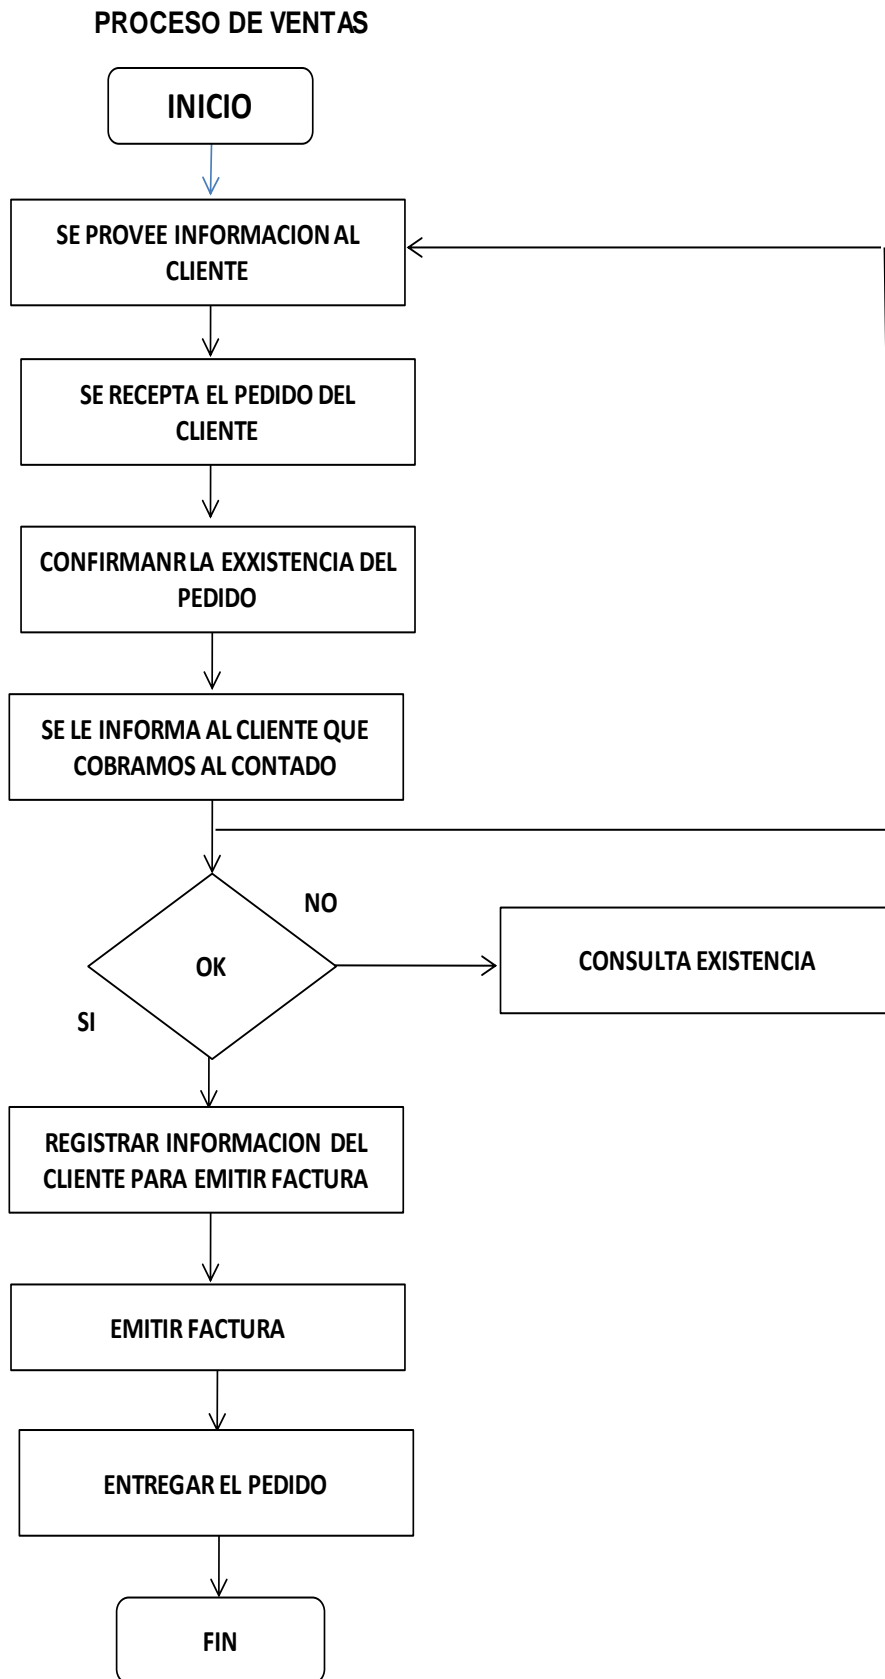 PROCESO DE VENTAS
INICIO
SE PROVEE INFORMACION AL
CLIENTE
SE RECEPTA EL PEDIDO DEL
CLIENTE
CONFIRMANR LA EXXISTENCIA DEL
PEDIDO
SE LE INFORMA AL CLIENTE QUE
COBRAMOS AL CONTADO
NO
OK
CONSULTA EXISTENCIA
SI
REGISTRAR INFORMACION DEL
CLIENTE PARA EMITIR FACTURA
EMITIR FACTURA
ENTREGAR EL PEDIDO
FIN